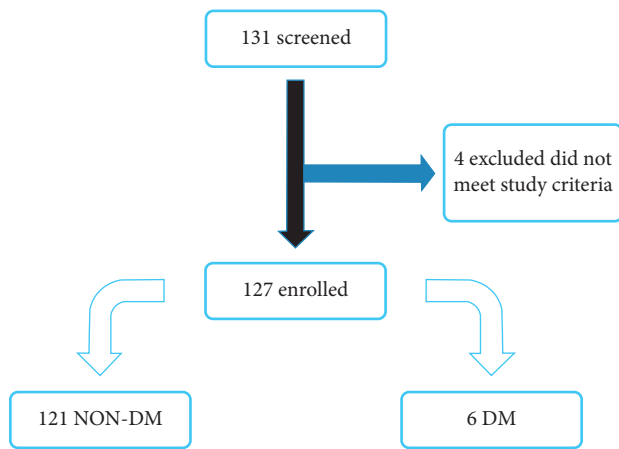 131 screened
4 excluded did not
meet study criteria
127 enrolled
121 NON-DM
6 DM